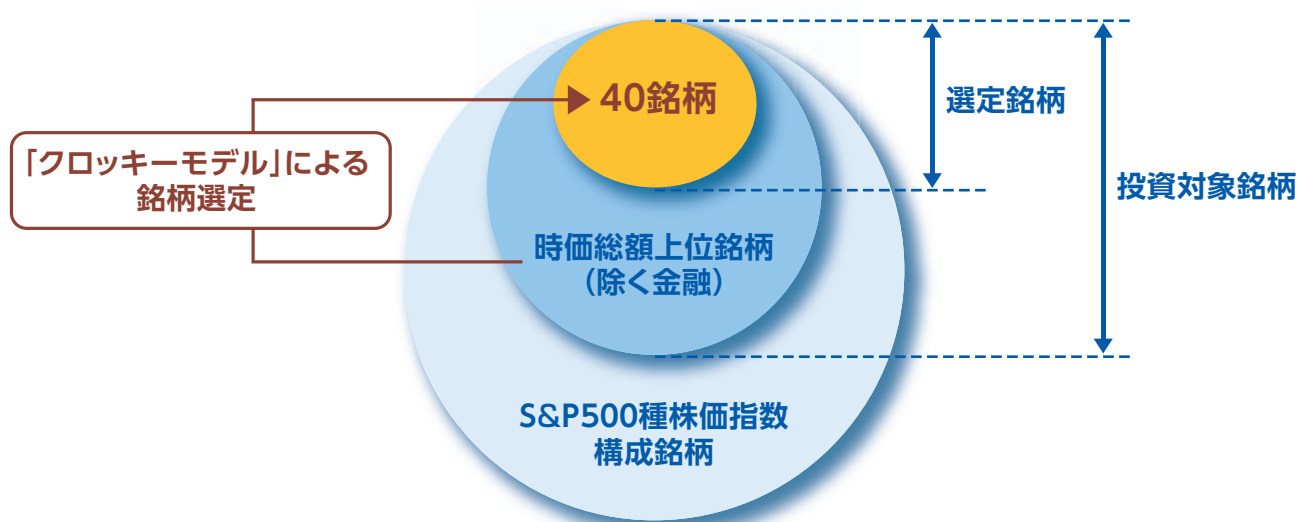 40銘柄
選定銘柄
「クロッキーモデル」による
銘柄選定
投資対象銘柄
時価総額上位銘柄
（除く金融）
S&P500種株価指数
構成銘柄